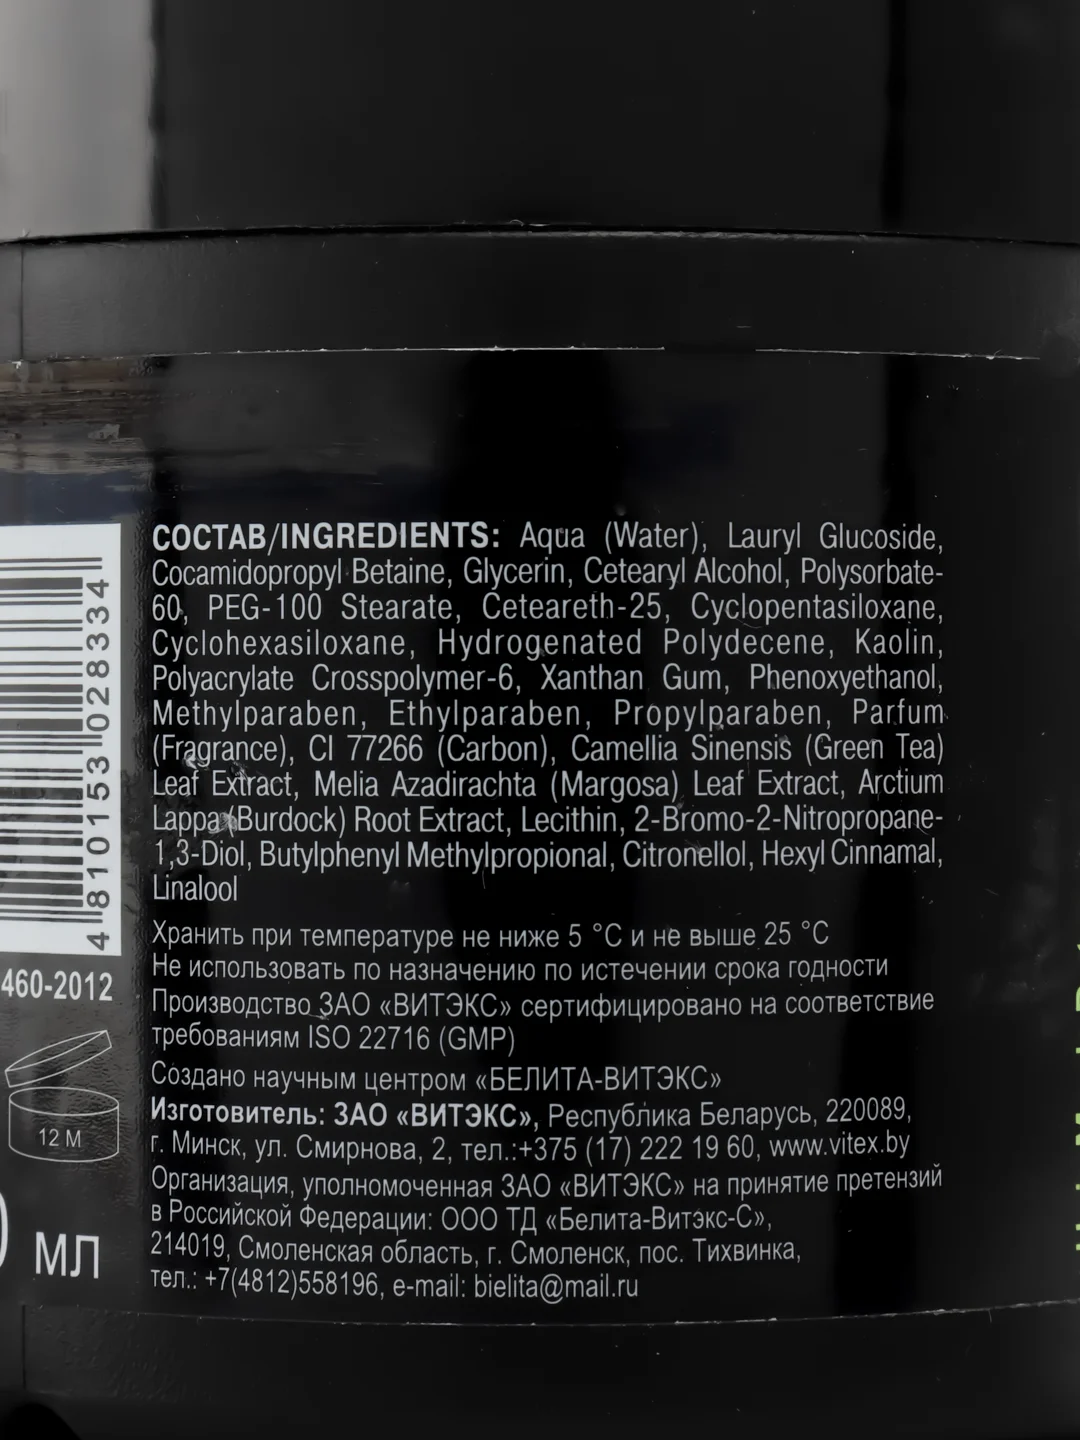 СОСТАВ/INGREDIENTS: Aqua (Water), Lauryl Glucoside,
Cocamidopropyl Betaine, Glycerin, Cetearyl Alcohol, Polysorbate-
60, PEG-100 Stearate, Ceteareth-25, Cyclopentasiloxane,
Cyclohexasiloxane, Hydrogenated Polydecene, Kaolin,
Polyacrylate Crosspolymer-6, Xanthan Gum, Phenoxyethanol,
Methylparaben, Ethylparaben, Propylparaben, Parfum
(Fragrance), CI 77266 (Carbon), Camellia Sinensis (Green Tea)
Leaf Extract, Melia Azadirachta (Margosa) Leaf Extract, Arctium
Lappa (Burdock) Root Extract, Lecithin, 2-Bromo-2-Nitropropane-
1,3-Diol, Butylphenyl Methylpropional, Citronellol, Hexyl Cinnamal,
Linalool
Хранить при температуре не ниже 5 °С и не выше 25 °С
Не использовать по назначению по истечении срока годности
Производство ЗАО «ВИТЭКС» сертифицировано на соответствие
требованиям ISO 22716 (GMP)
Создано научным центром «БЕЛИТА-ВИТЭКС»
Изготовитель: ЗАО «ВИТЭКС», Республика Беларусь, 220089,
г. Минск, ул. Смирнова, 2, тел.:+375 (17) 222 19 60, www.vitex.by
Организация, уполномоченная ЗАО «ВИТЭКС» на принятие претензий
в Российской Федерации: ООО ТД «Белита-Витэкс-С»,
214019, Смоленская область, г. Смоленск, пос. Тихвинка,
тел.: +7(4812)558196, e-mail: bielita@mail.ru
4 810153 028334
460-2012
12 M
МЛ